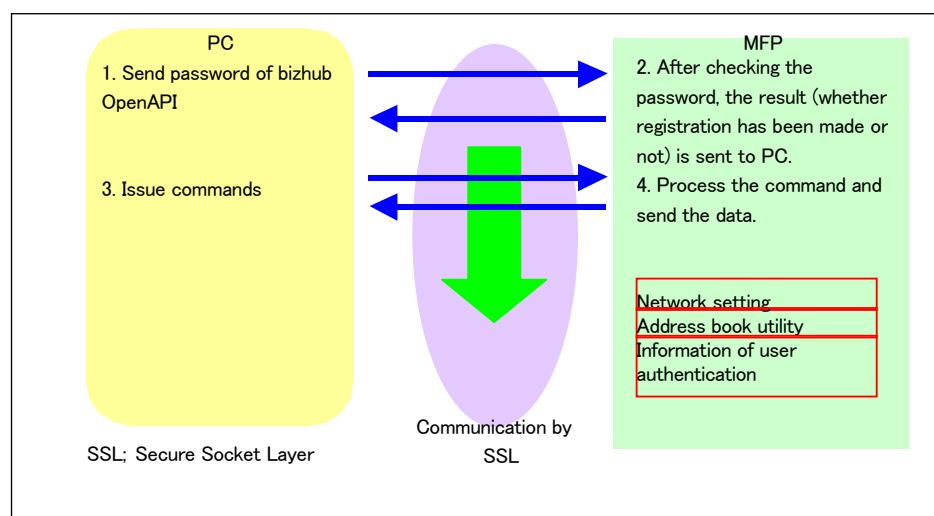 PC
1. Send password of bizhub
OpenAPI
3. Issue commands
MFP
2. After checking the
password, the result (whether
registration has been made or
not) is sent to PC.
4. Process the command and
send the data.
Network setting
Address book utility
Information of user
authentication
Communication by
SSL
SSL; Secure Socket Layer